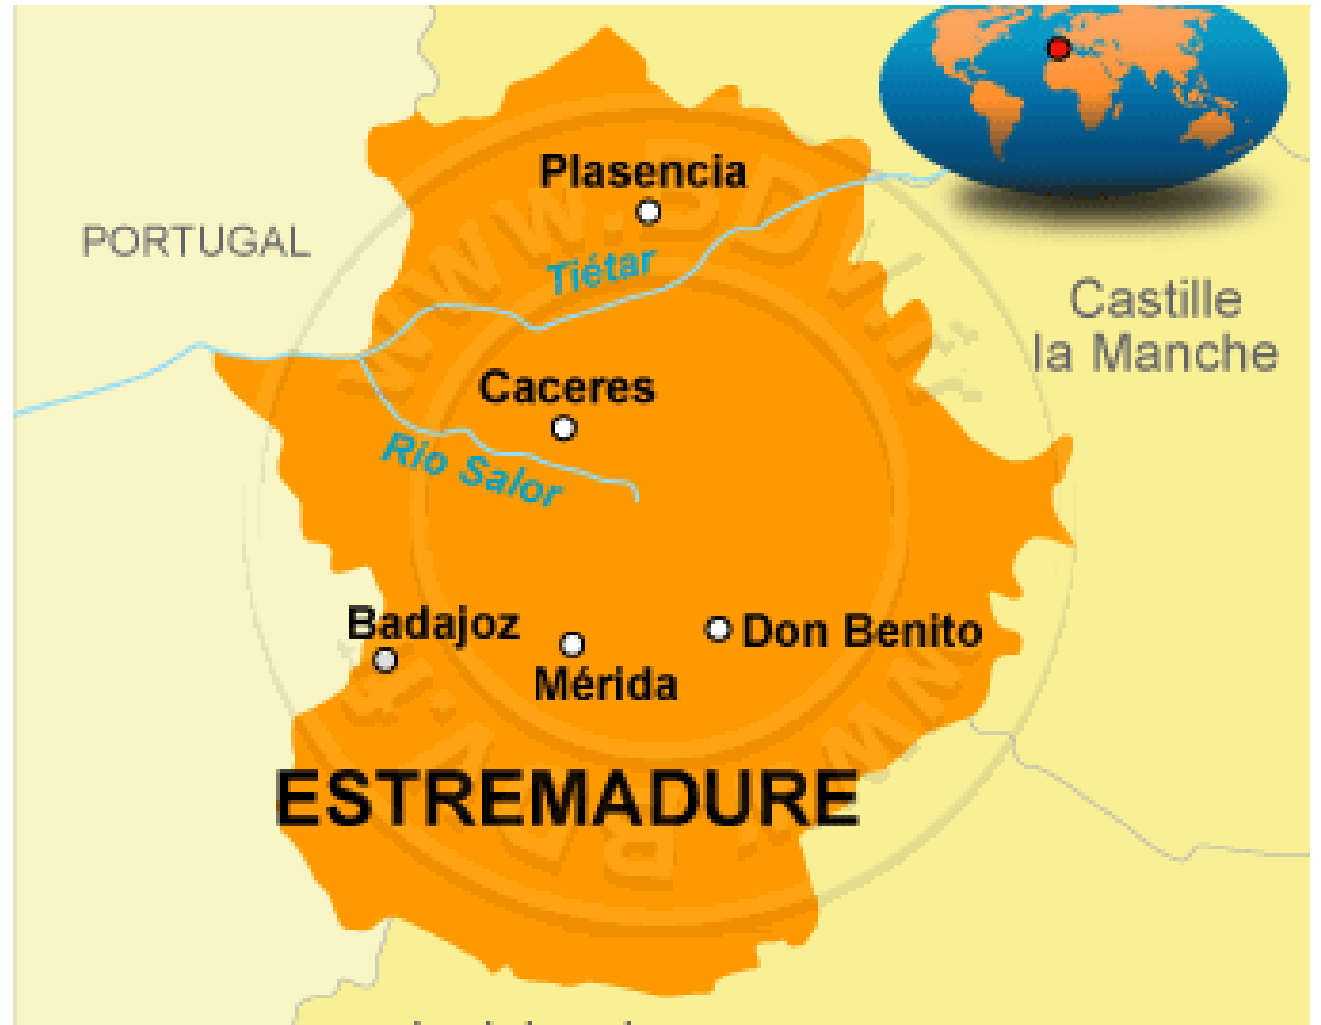 Plasencia
PORTUGAL
Tiétar
Castille
la Manche
Caceres
Rio Salor
Badajoz
Don Benito
Mérida
ESTREMADURE